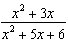 x² + 3x
x² + 5x + 6